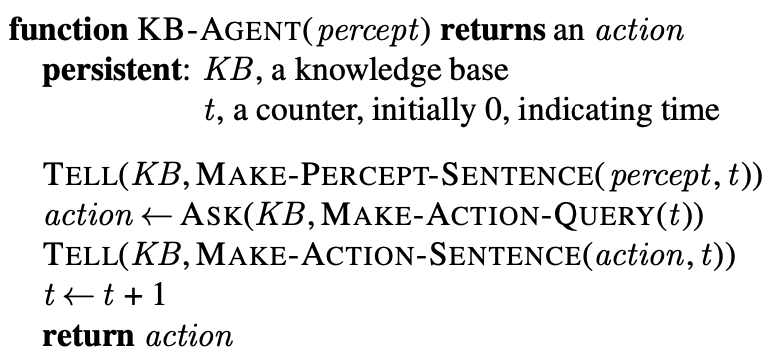 function KB-AGENT(percept) returns an action
persistent: KB, a knowledge base
t, a counter, initially 0, indicating time
TELL(KB, MAKE-PERCEPT-SENTENCE(percept, t))
action ← ASK(KB, MAKE-ACTION-QUERY(t))
TELL(KB, MAKE-ACTION-SENTENCE(action, t))
t ← t + 1
return action